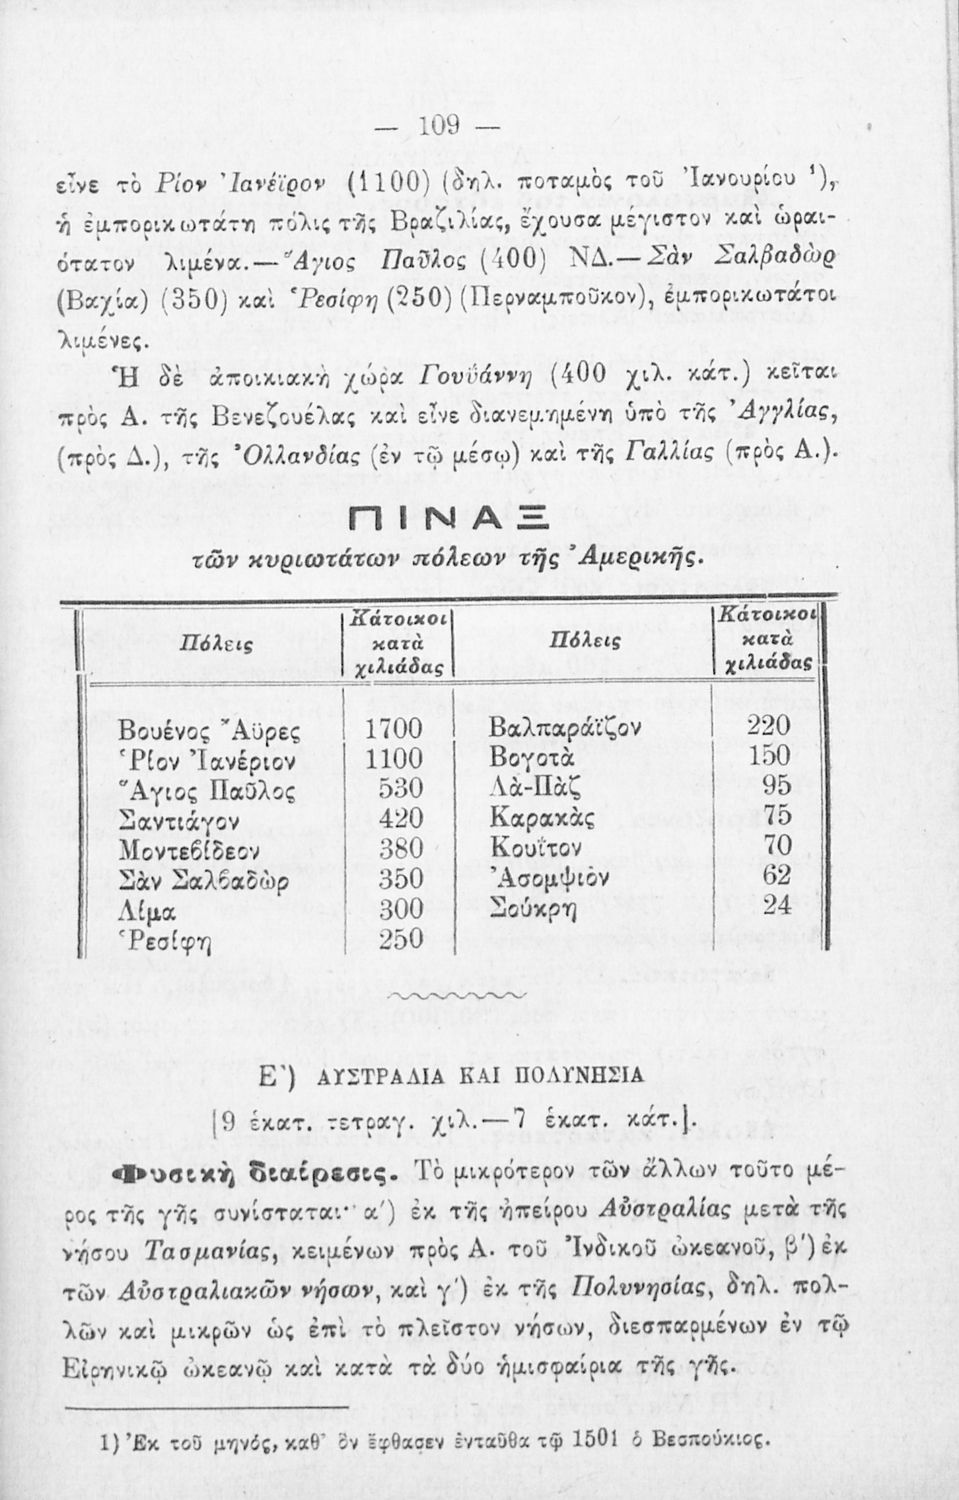 — 109 —
εἶνε τὸ Ρίον Ἰανέϊρον (1100) (δηλ. ποταμὸς τοῦ Ἰανουρίου ¹),
ἡ ἐμπορικωτάτη πόλις τῆς Βραζιλίας, ἔχουσα μέγιστον καὶ ὡραι-
ότατον λιμένα.— Ἅγιος Παῦλος (400) ΝΔ.— Σὰν Σαλβαδὼρ
(Βαχία) (350) καὶ Ῥεσίφη (250) (Περναμποῦκον), ἐμπορικωτάτοι
λιμένες.
Ἡ δὲ ἀποικιακὴ χώρα Γουϋάννη (400 χιλ. κάτ.) κεῖται
πρὸς Α. τῆς Βενεζουέλας καὶ εἶνε διανεμημένη ὑπὸ τῆς Ἀγγλίας,
(πρὸς Δ.), τῆς Ὀλλανδίας (ἐν τῷ μέσῳ) καὶ τῆς Γαλλίας (πρὸς Α.).
ΠΙΝΑΞ
τῶν κυριωτάτων πόλεων τῆς Ἀμερικῆς.
Πόλεις Κάτοικοι κατὰ χιλιάδας Πόλεις Κάτοικοι κατὰ χιλιάδας
Βουένος Ἄϋρες 1700 Βαλπαράϊζον 220
Ῥίον Ἰανέριον 1100 Βογοτὰ 150
Ἅγιος Παῦλος 530 Λὰ-Πὰζ 95
Σαντιάγον 420 Καρακὰς 75
Μοντεβίδεον 380 Κουΐτον 70
Σὰν Σαλβαδὼρ 350 Ἀσομψιὸν 62
Λίμα 300 Σούκρη 24
Ῥεσίφη 250
Ε΄) ΑΥΣΤΡΑΛΙΑ ΚΑΙ ΠΟΛΥΝΗΣΙΑ
[9 ἑκατ. τετραγ. χιλ.—7 ἑκατ. κάτ.].
Φυσικὴ διαίρεσις. Τὸ μικρότερον τῶν ἄλλων τοῦτο μέ-
ρος τῆς γῆς συνίσταται· α΄) ἐκ τῆς ἠπείρου Αὐστραλίας μετὰ τῆς
νήσου Τασμανίας, κειμένων πρὸς Α. τοῦ Ἰνδικοῦ ὠκεανοῦ, β΄) ἐκ
τῶν Αὐστραλιακῶν νήσων, καὶ γ΄) ἐκ τῆς Πολυνησίας, δηλ. πολ-
λῶν καὶ μικρῶν ὡς ἐπὶ τὸ πλεῖστον νήσων, διεσπαρμένων ἐν τῷ
Εἰρηνικῷ ὠκεανῷ καὶ κατὰ τὰ δύο ἡμισφαίρια τῆς γῆς.
1) Ἐκ τοῦ μηνός, καθ᾽ ὃν ἔφθασεν ἐνταῦθα τῷ 1501 ὁ Βεσπούκιος.